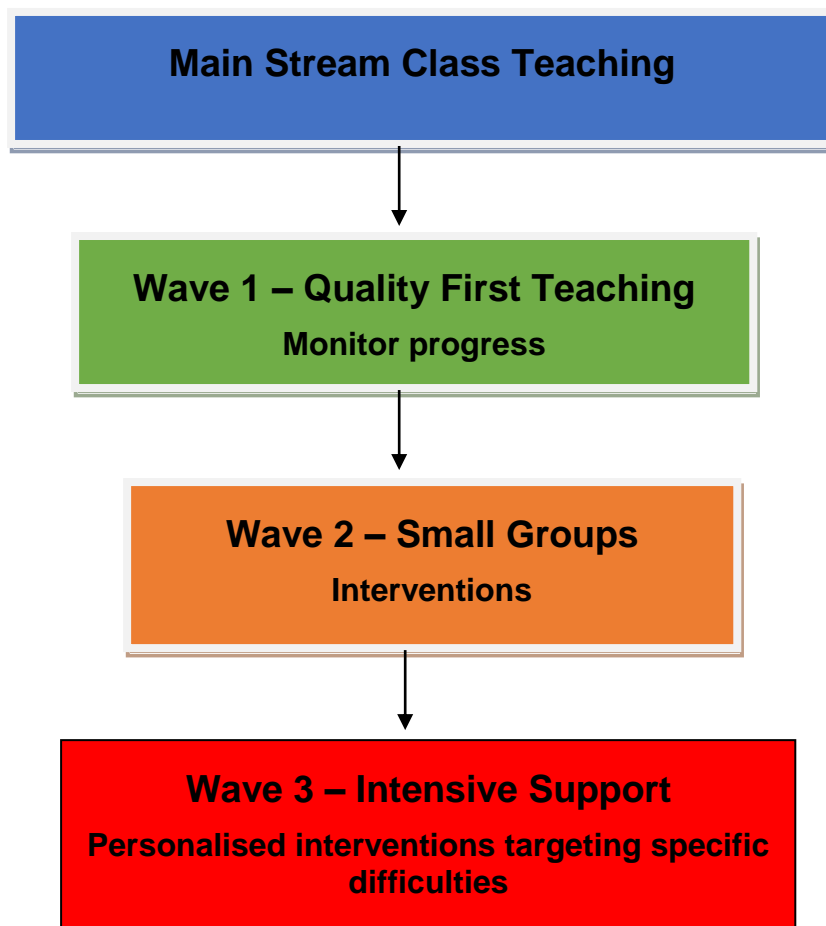 Main Stream Class Teaching
Wave 1 – Quality First Teaching
Monitor progress
Wave 2 – Small Groups
Interventions
Wave 3 – Intensive Support
Personalised interventions targeting specific
difficulties